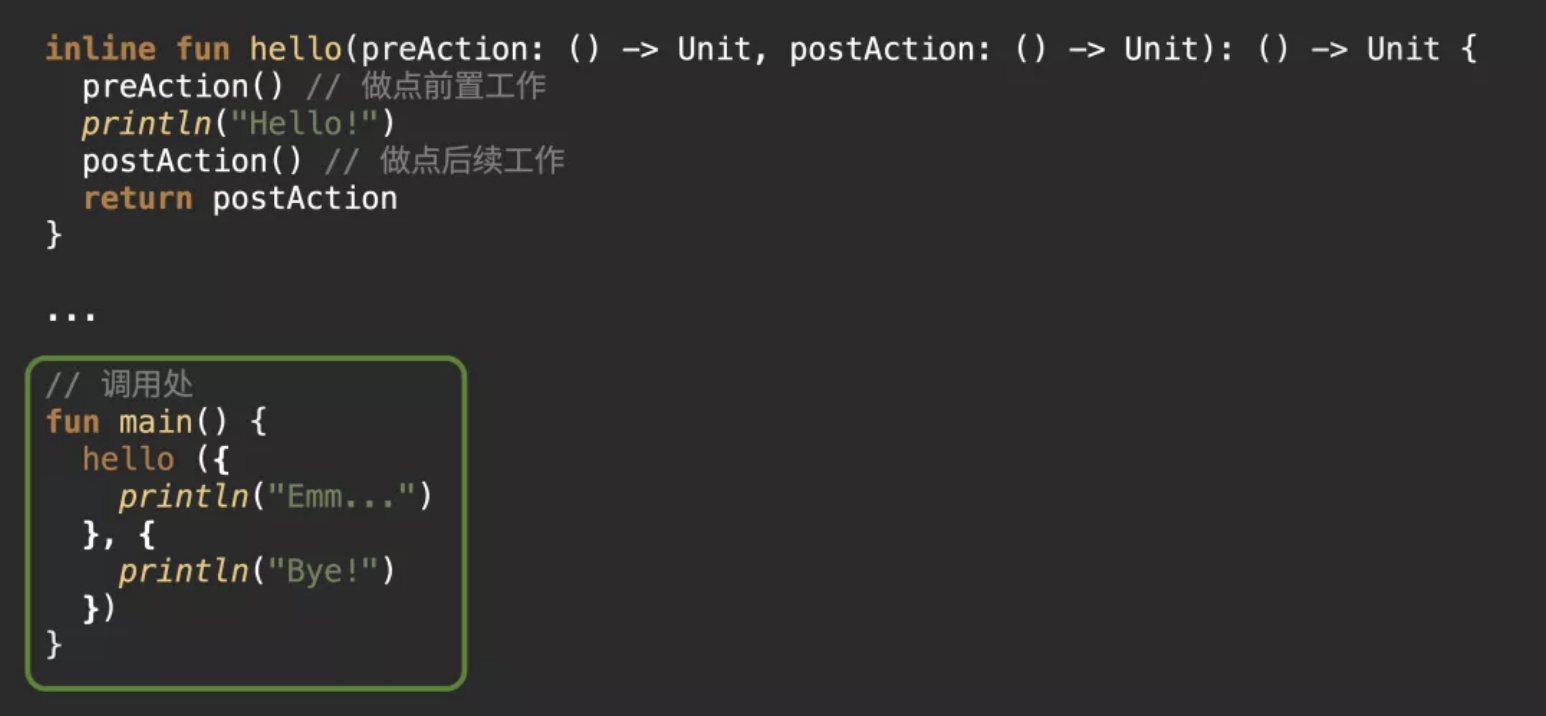 inline fun hello(preAction: () -> Unit, postAction: () -> Unit): () -> Unit {
  preAction() // 做点前置工作
  println("Hello!")
  postAction() // 做点后续工作
  return postAction
}
...
// 调用处
fun main() {
  hello ({
    println("Emm...")
  }, {
    println("Bye!")
  })
}